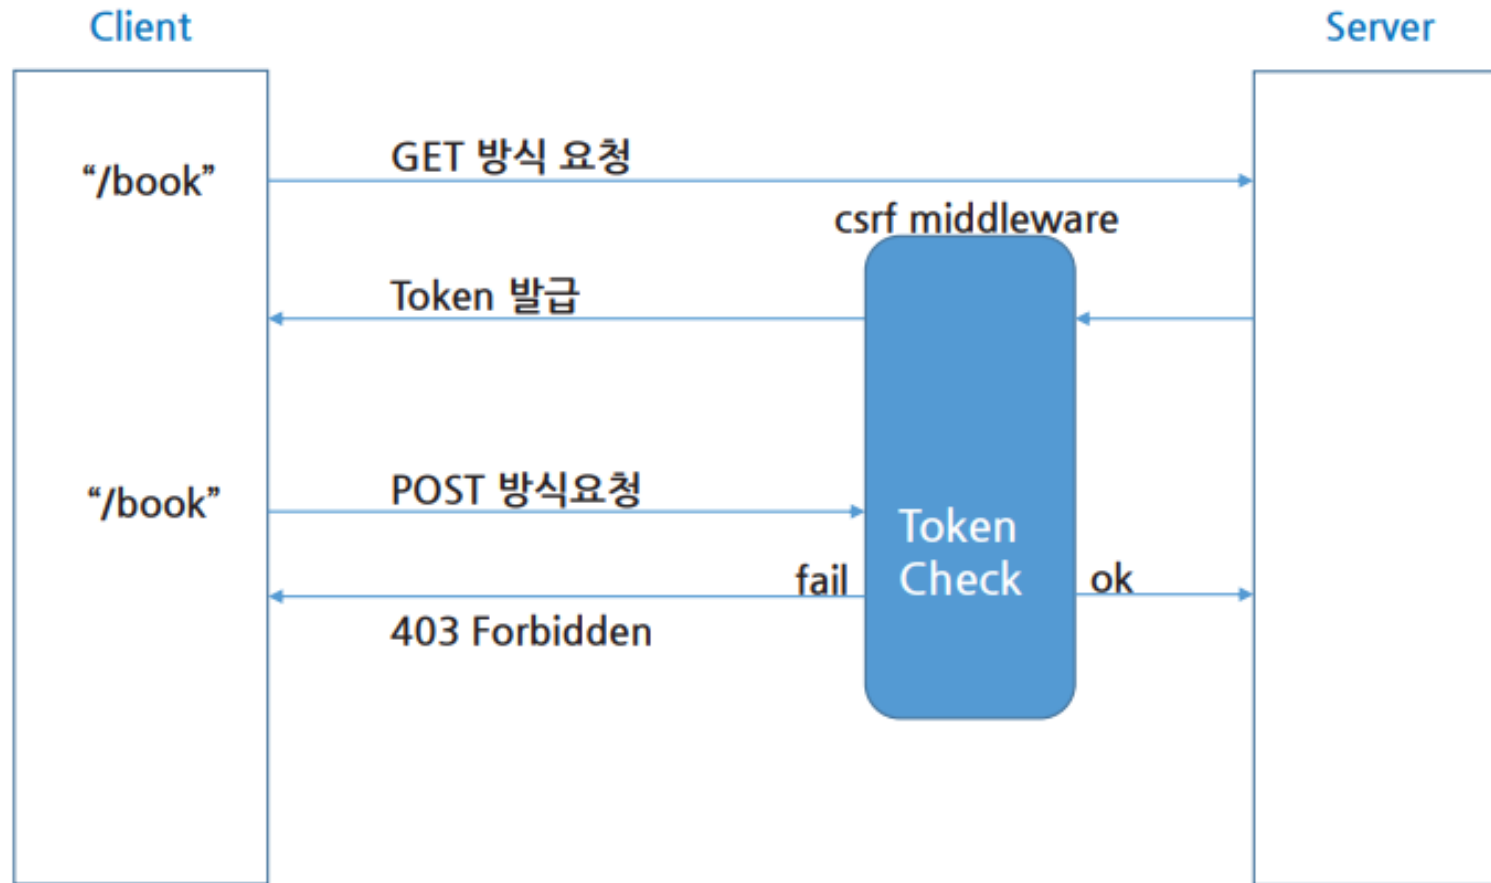 Client
Server
“/book”
GET 방식 요청
csrf middleware
Token 발급
“/book”
POST 방식요청
Token
Check
fail
ok
403 Forbidden